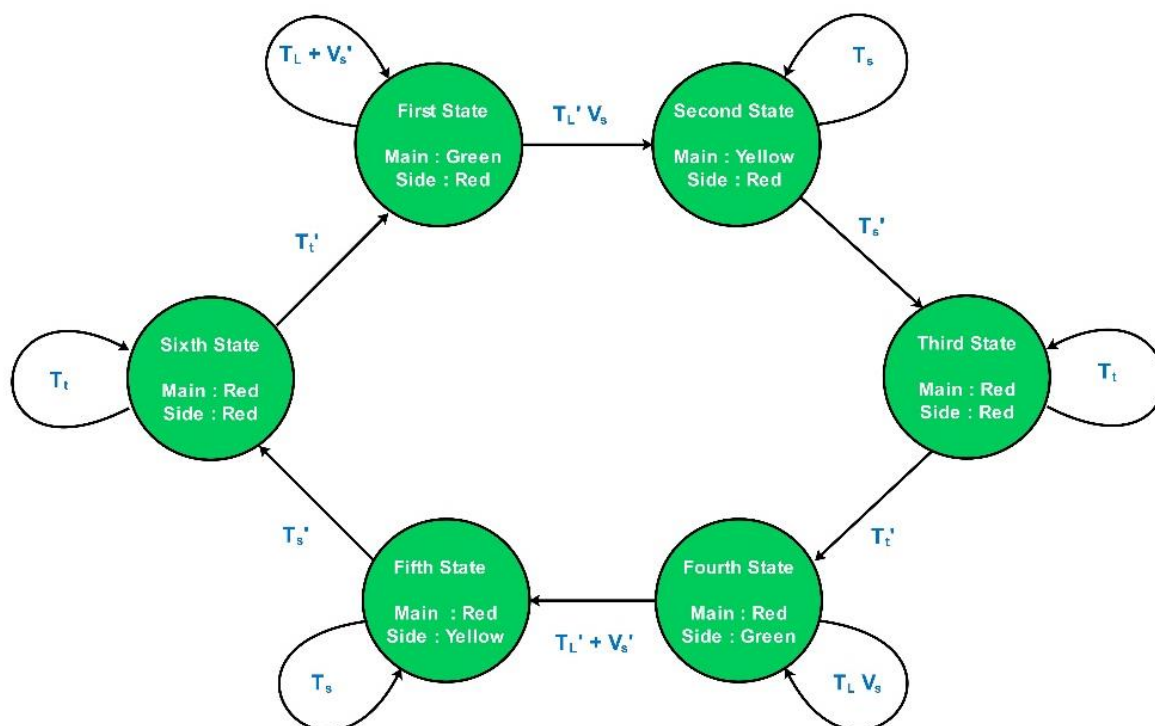 T_L + V_s'
First State
Main : Green
Side : Red
T_L' V_s
Second State
Main : Yellow
Side : Red
T_s
T_s'
Third State
Main : Red
Side : Red
T_t
T_t'
Fourth State
Main : Red
Side : Green
T_L V_s
T_L' + V_s'
Fifth State
Main : Red
Side : Yellow
T_s
T_s'
Sixth State
Main : Red
Side : Red
T_t
T_t'